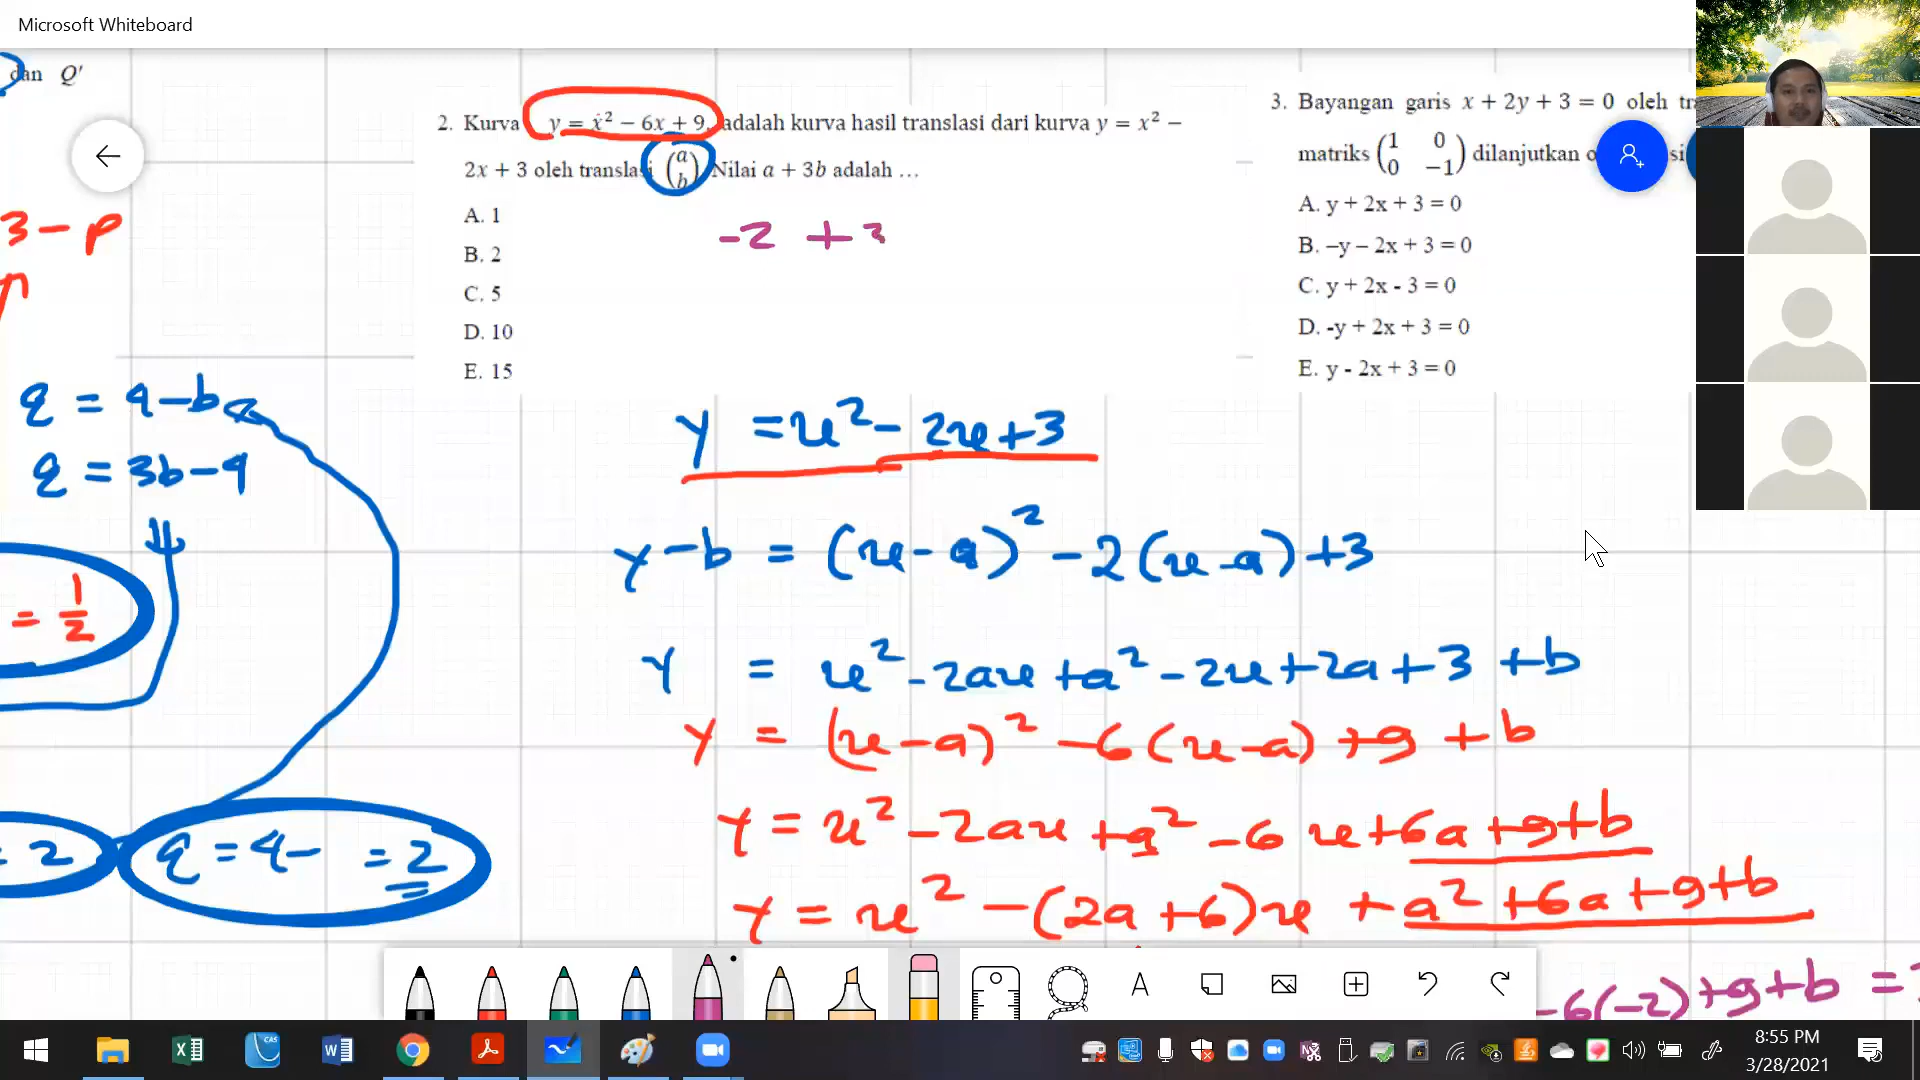 Microsoft Whiteboard
dan Q'
3 - p
q = 4 - b
q = 3b - 4
= 1/2
= 2
q = 4 - = 2
2. Kurva y = x² − 6x + 9, adalah kurva hasil translasi dari kurva y = x² −
2x + 3 oleh translasi (a b). Nilai a + 3b adalah ...
A. 1
B. 2
C. 5
D. 10
E. 15
-2 + 3
y = x² - 2x + 3
y - b = (x - a)² - 2(x - a) + 3
y = x² - 2ax + a² - 2x + 2a + 3 + b
y = (x - a)² - 6(x - a) + 9 + b
y = x² - 2ax + a² - 6x + 6a + 9 + b
y = x² - (2a + 6)x + a² + 6a + 9 + b
-6(-2) + 9 + b =
3. Bayangan garis x + 2y + 3 = 0 oleh
matriks (1 0 0 −1) dilanjutkan
A. y + 2x + 3 = 0
B. –y – 2x + 3 = 0
C. y + 2x - 3 = 0
D. -y + 2x + 3 = 0
E. y - 2x + 3 = 0
8:55 PM
3/28/2021